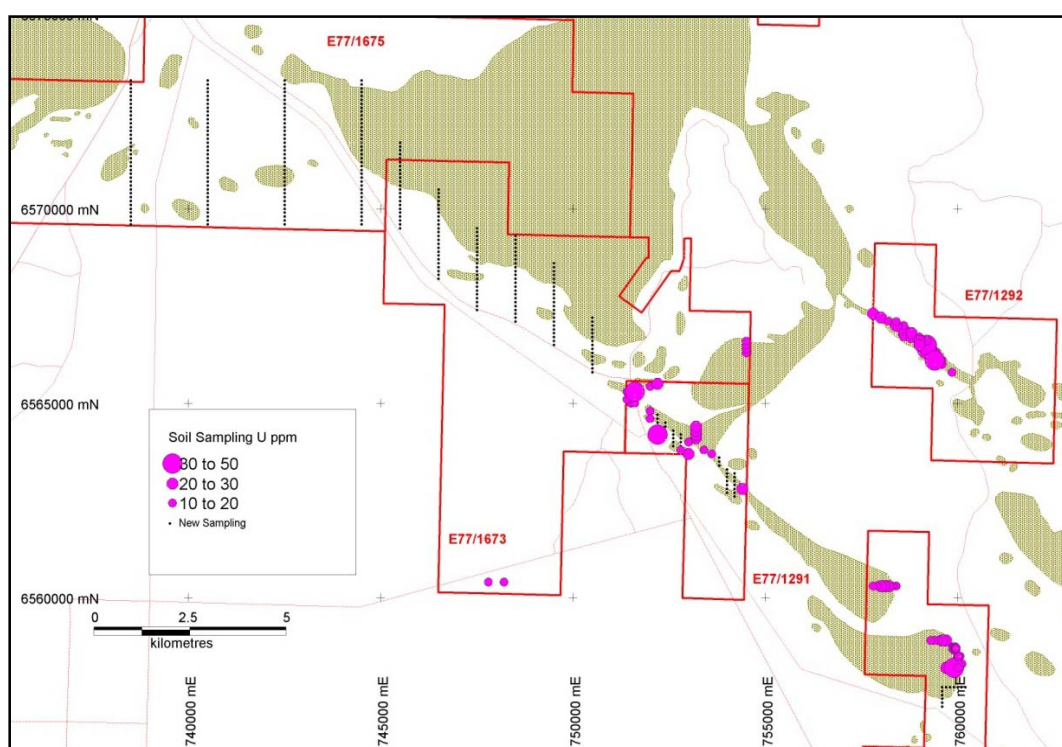 E77/1675
6570000 mN
E77/1292
6565000 mN
Soil Sampling U ppm
30 to 50
20 to 30
10 to 20
New Sampling
E77/1673
E77/1291
6560000 mN
0 2.5 5
kilometres
740000 mE
745000 mE
750000 mE
755000 mE
760000 mE